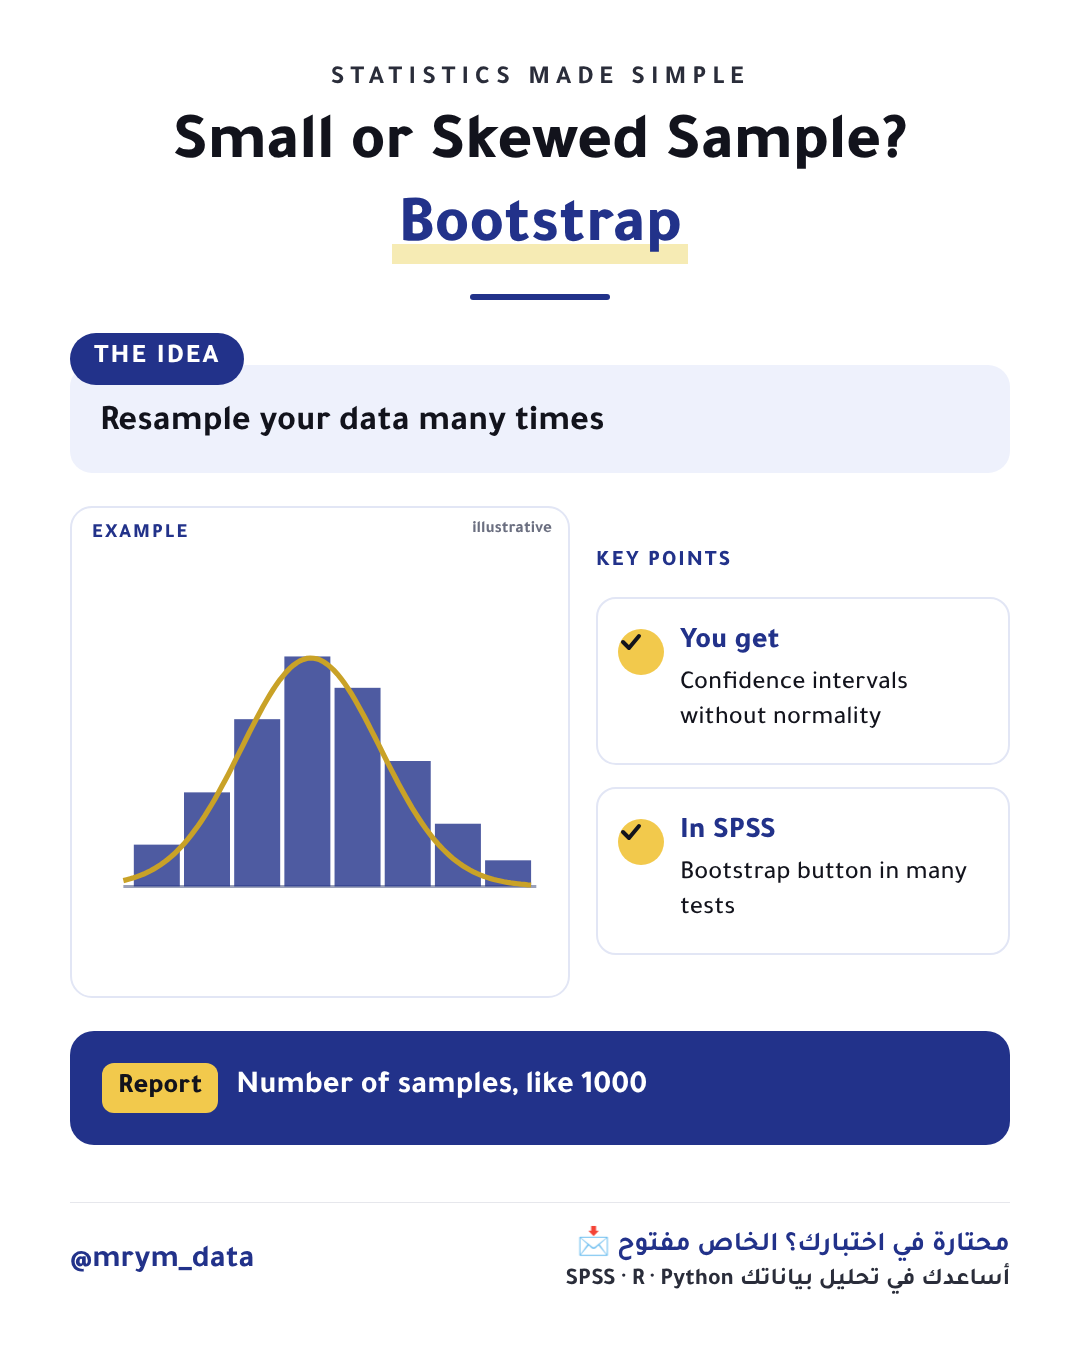 STATISTICS MADE SIMPLE
Small or Skewed Sample?
Bootstrap
THE IDEA
Resample your data many times
EXAMPLE
illustrative
KEY POINTS
You get
Confidence intervals
without normality
In SPSS
Bootstrap button in many
tests
Report
Number of samples, like 1000
@mrym_data
محتارة في اختبارك؟ الخاص مفتوح 📩
أساعدك في تحليل بياناتك SPSS · R · Python